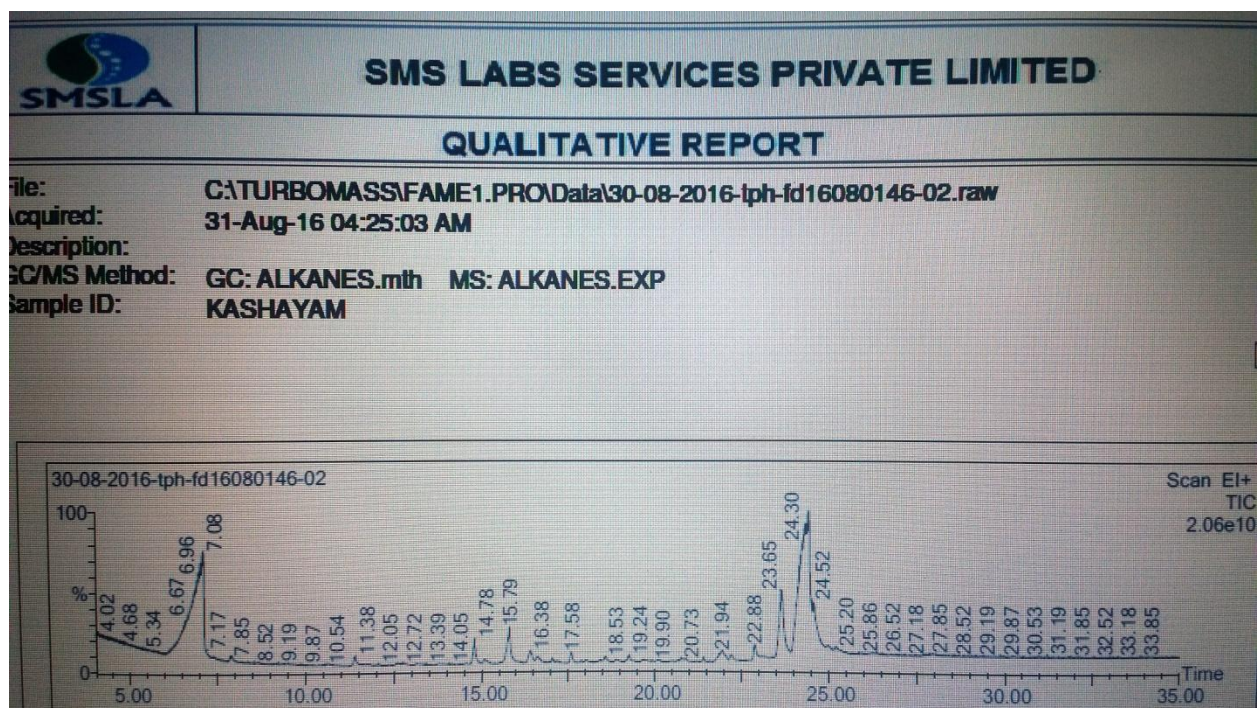 SMSLA
SMS LABS SERVICES PRIVATE LIMITED
QUALITATIVE REPORT
ile: C:\TURBOMASS\FAME1.PRO\Data\30-08-2016-tph-fd16080146-02.raw
cquired: 31-Aug-16 04:25:03 AM
escription:
GC/MS Method: GC: ALKANES.mth MS: ALKANES.EXP
Sample ID: KASHAYAM
30-08-2016-tph-fd16080146-02
Scan EI+
TIC
2.06e10
100
%
0
4.02 4.68 5.34 6.67 6.96 7.08 7.17 7.85 8.52 9.19 9.87 10.54 11.38 12.05 12.72 13.39 14.05 14.78 15.79 16.38 17.58 18.53 19.24 19.90 20.73 21.94 22.88 23.65 24.30 24.52 25.20 25.86 26.52 27.18 27.85 28.52 29.19 29.87 30.53 31.19 31.85 32.52 33.18 33.85
Time
5.00 10.00 15.00 20.00 25.00 30.00 35.00